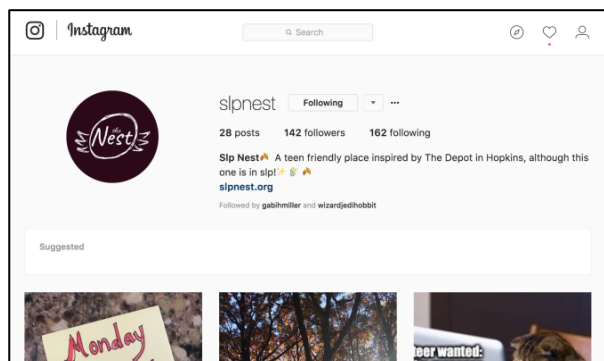 Instagram
Search
slpnest Following
28 posts 142 followers 162 following
Slp Nest🍂 A teen friendly place inspired by The Depot in Hopkins, although this
one is in slp!✨ 🍂
slpnest.org
Followed by gabihmiller and wizardjedihobbit
the
Nest
Suggested
Monday
teer wanted: